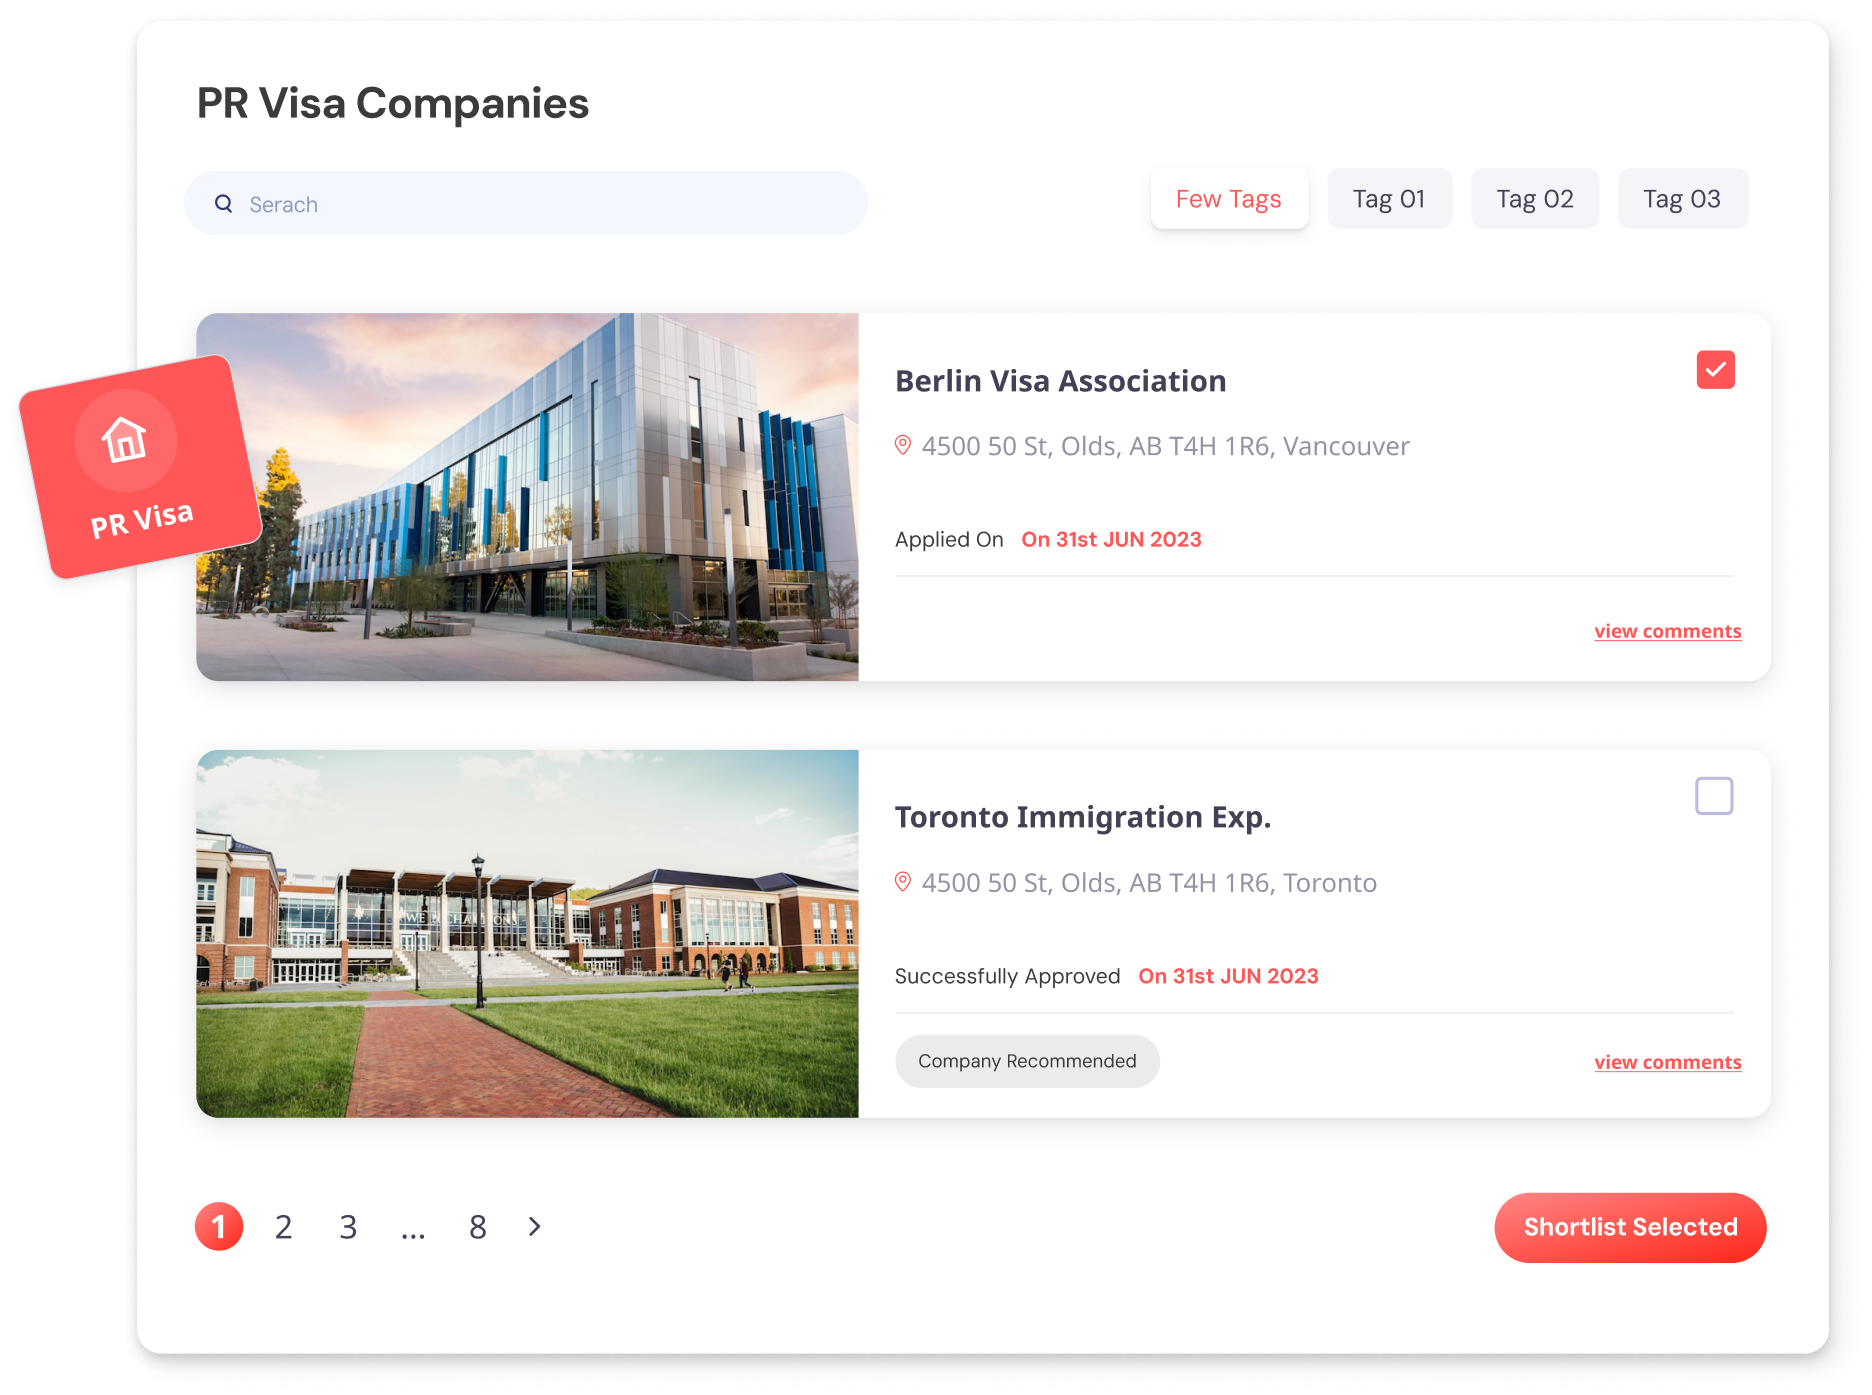 PR Visa Companies
Serach
Few Tags
Tag 01
Tag 02
Tag 03
PR Visa
Berlin Visa Association
4500 50 St, Olds, AB T4H 1R6, Vancouver
Applied On On 31st JUN 2023
view comments
Toronto Immigration Exp.
4500 50 St, Olds, AB T4H 1R6, Toronto
Successfully Approved On 31st JUN 2023
Company Recommended
view comments
1 2 3 ... 8
Shortlist Selected